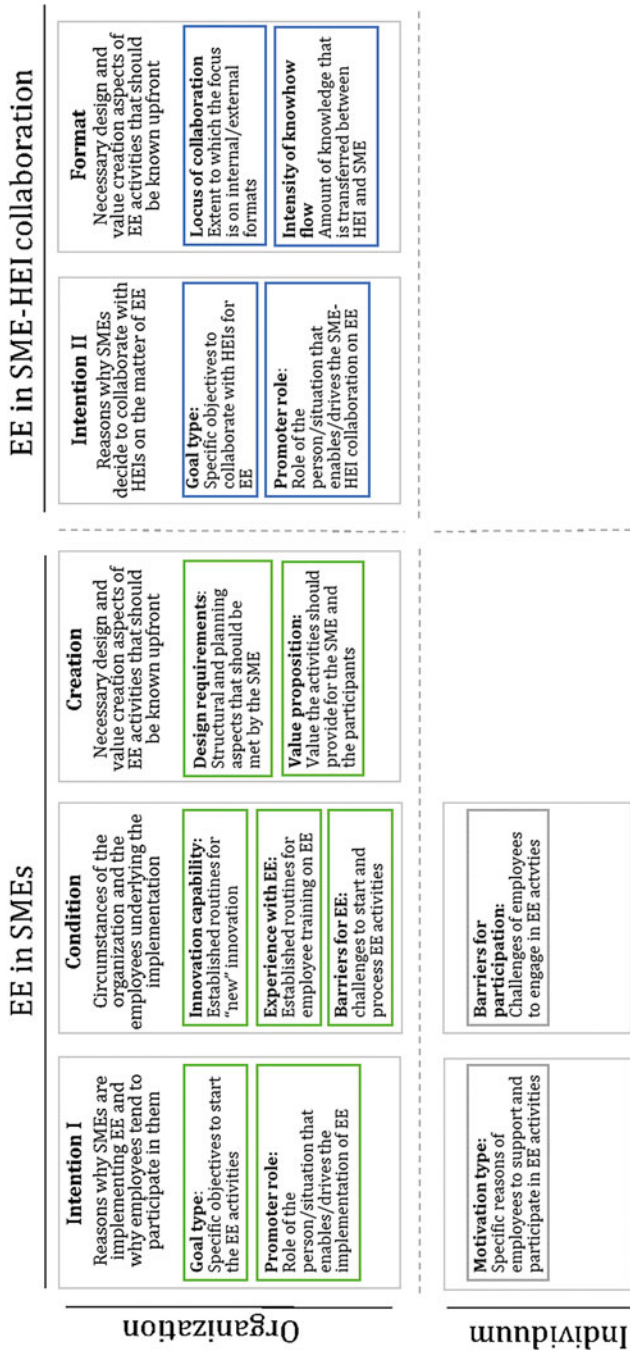 EE in SMEs
EE in SME-HEI collaboration
Organization
Intention I
Reasons why SMEs are
implementing EE and
why employees tend to
participate in them
Goal type:
Specific objectives to start
the EE activities
Promoter role:
Role of the
person/situation that
enables/drives the
implementation of EE
Condition
Circumstances of the
organization and the
employees underlying the
implementation
Innovation capability:
Established routines for
“new” innovation
Experience with EE:
Established routines for
employee training on EE
Barriers for EE:
challenges to start and
process EE activities
Creation
Necessary design and
value creation aspects of
EE activities that should
be known upfront
Design requirements:
Structural and planning
aspects that should be
met by the SME
Value proposition:
Value the activities should
provide for the SME and
the participants
Intention II
Reasons why SMEs
decide to collaborate with
HEIs on the matter of EE
Goal type:
Specific objectives to
collaborate with HEIs for
EE
Promoter role:
Role of the
person/situation that
enables/drives the SME-
HEI collaboration on EE
Format
Necessary design and
value creation aspects of
EE activities that should
be known upfront
Locus of collaboration
Extent to which the focus
is on internal/external
formats
Intensity of knowhow
flow
Amount of knowledge that
is transferred between
HEI and SME
Individuum
Motivation type:
Specific reasons of
employees to support and
participate in EE activities
Barriers for
participation:
Challenges of employees
to engage in EE actvties